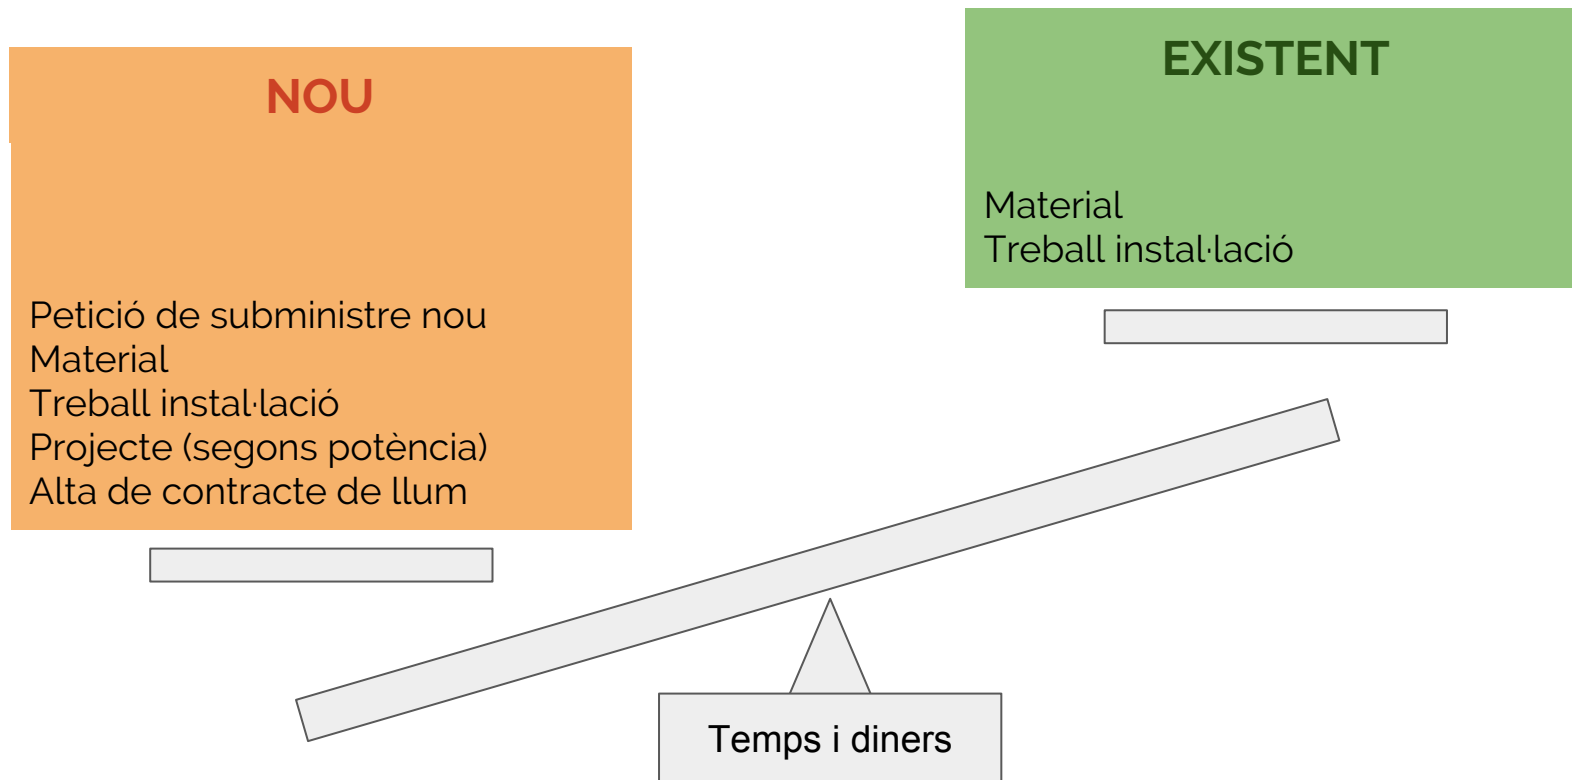 NOU
Petició de subministre nou
Material
Treball instal·lació
Projecte (segons potència)
Alta de contracte de llum
EXISTENT
Material
Treball instal·lació
Temps i diners